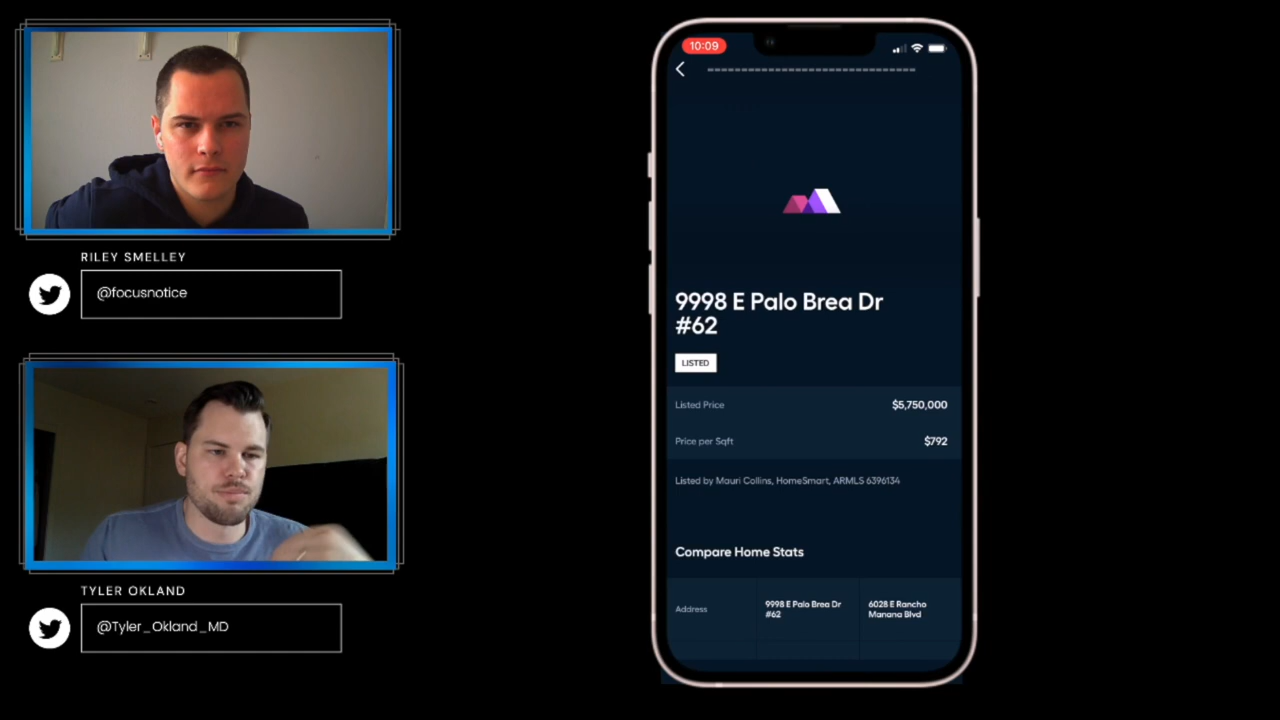 RILEY SMELLEY
@focusnotice
TYLER OKLAND
@Tyler_Okland_MD
10:09
9998 E Palo Brea Dr
#62
LISTED
Listed Price
$5,750,000
Price per Sqft
$792
Listed by Mauri Collins, HomeSmart, ARMLS 6396134
Compare Home Stats
Address
9998 E Palo Brea Dr
#62
6028 E Rancho
Manana Blvd